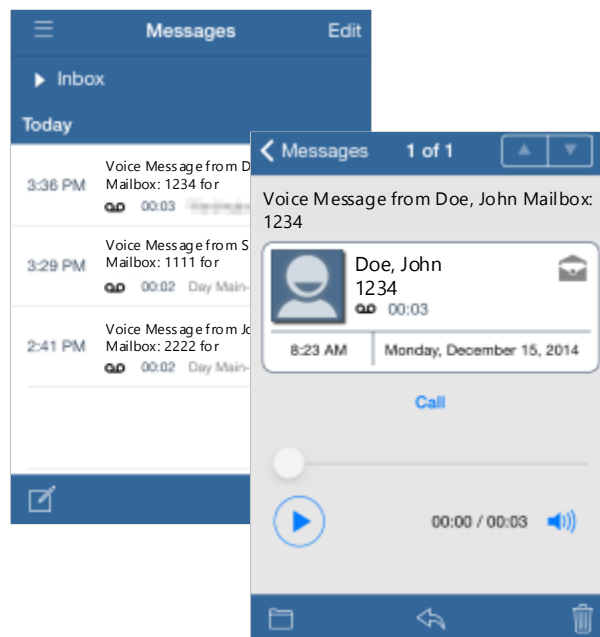 Messages
Edit
Inbox
Today
3:36 PM
Voice Message from D
Mailbox: 1234 for
00:03
3:29 PM
Voice Message from S
Mailbox: 1111 for
00:02 Day Main-
2:41 PM
Voice Message from Jo
Mailbox: 2222 for
00:02 Day Main-
Messages
1 of 1
Voice Message from Doe, John Mailbox:
1234
Doe, John
1234
00:03
8:23 AM
Monday, December 15, 2014
Call
00:00 / 00:03